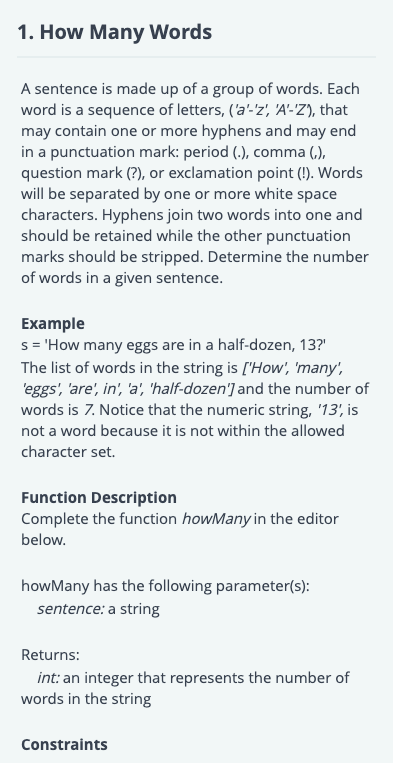 1. How Many Words
A sentence is made up of a group of words. Each
word is a sequence of letters, ('a'-'z', 'A'-'Z'), that
may contain one or more hyphens and may end
in a punctuation mark: period (.), comma (,),
question mark (?), or exclamation point (!). Words
will be separated by one or more white space
characters. Hyphens join two words into one and
should be retained while the other punctuation
marks should be stripped. Determine the number
of words in a given sentence.
Example
s = 'How many eggs are in a half-dozen, 13?'
The list of words in the string is ['How', 'many',
'eggs', 'are', in', 'a', 'half-dozen'] and the number of
words is 7. Notice that the numeric string, '13', is
not a word because it is not within the allowed
character set.
Function Description
Complete the function howMany in the editor
below.
howMany has the following parameter(s):
sentence: a string
Returns:
int: an integer that represents the number of
words in the string
Constraints